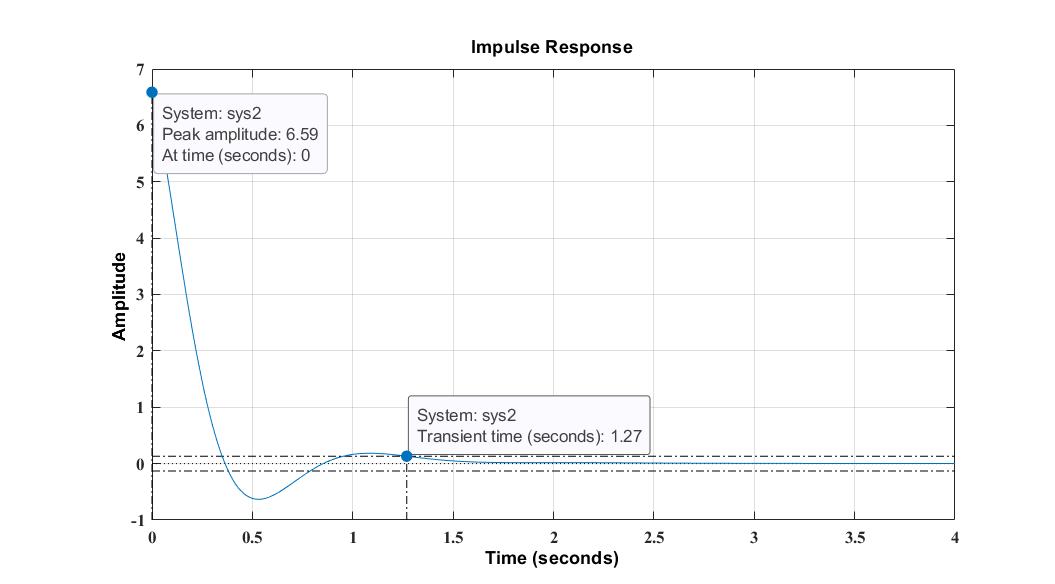 Impulse Response
7
6
5
4
3
2
1
0
-1
Amplitude
System: sys2
Peak amplitude: 6.59
At time (seconds): 0
System: sys2
Transient time (seconds): 1.27
0 0.5 1 1.5 2 2.5 3 3.5 4
Time (seconds)